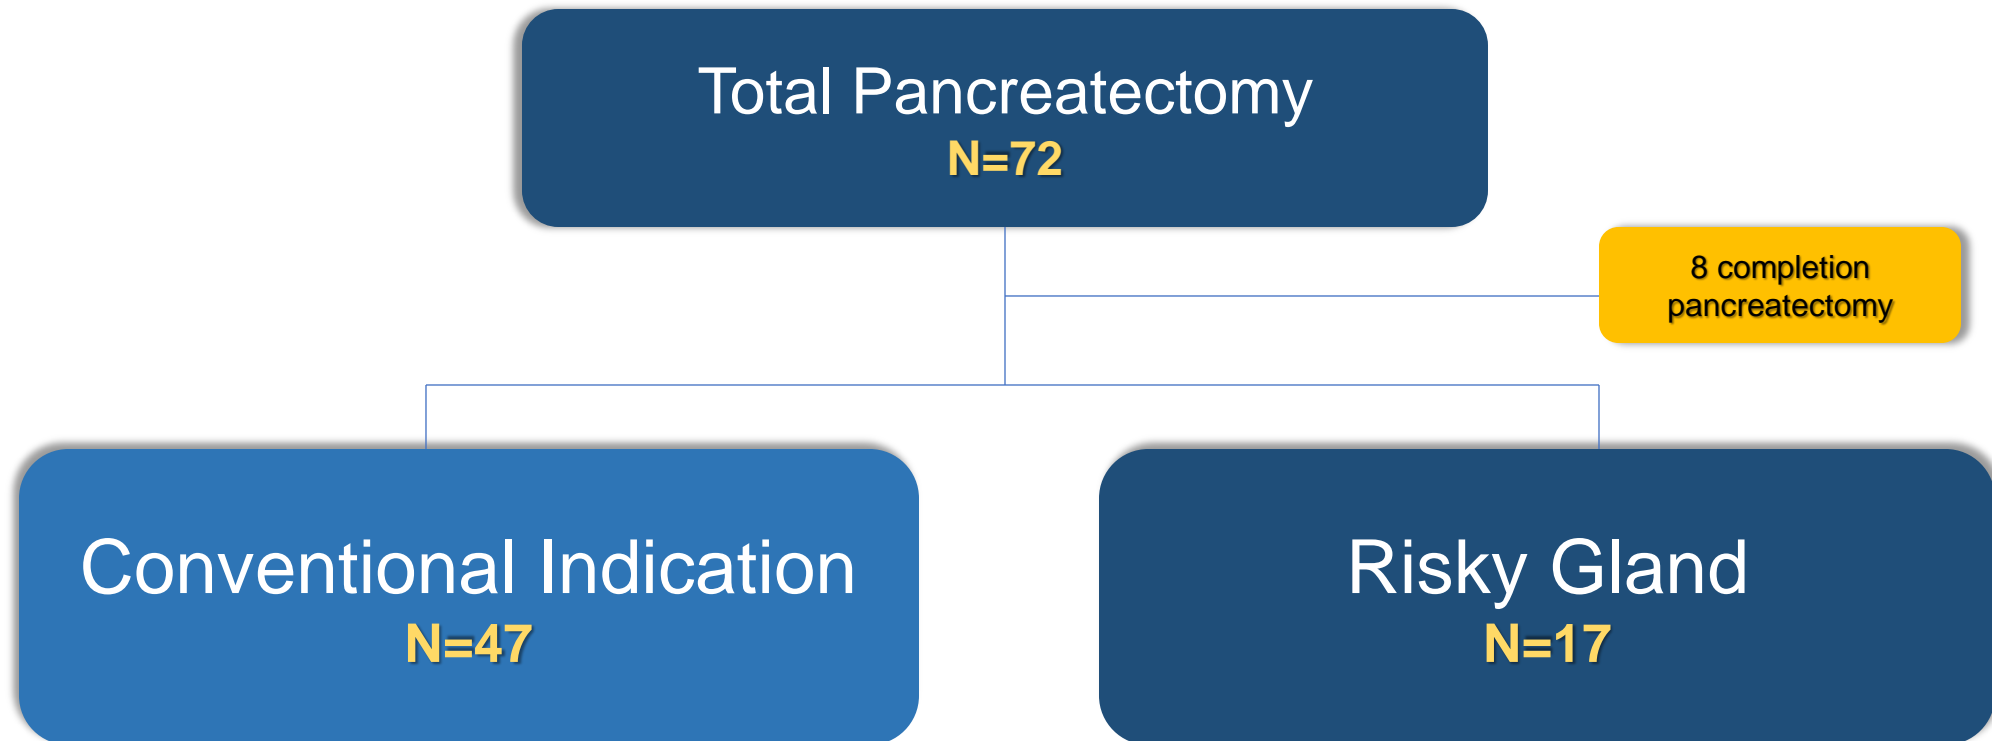 Total Pancreatectomy
N=72
8 completion
pancreatectomy
Conventional Indication
N=47
Risky Gland
N=17